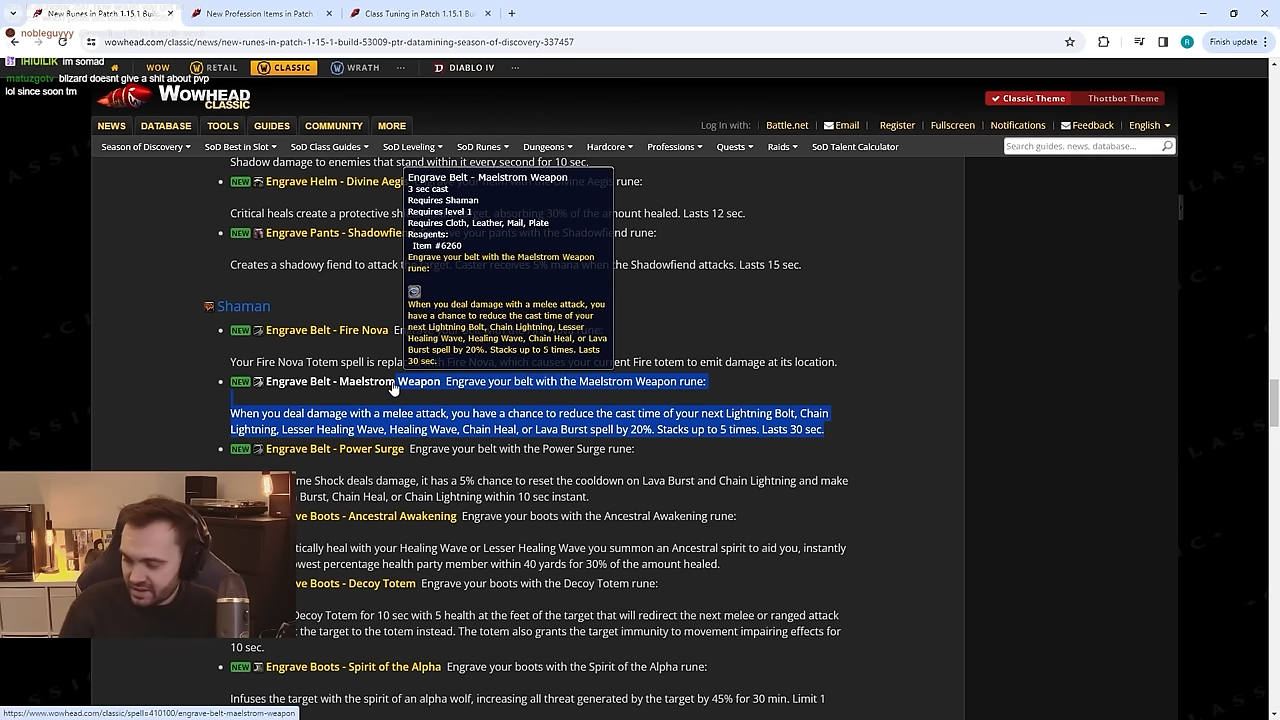 New Runes in Patch 1.15.1 Buil
New Profession Items in Patch
Class Tuning in Patch 1.15.1 Bu
nobleguyyy
wowhead.com/classic/news/new-runes-in-patch-1-15-1-build-53009-ptr-datamining-season-of-discovery-337457
R
Finish update
im somad
matuzgotv blizard doesnt give a shit about pvp
lol since soon tm
WOW
RETAIL
CLASSIC
WRATH
DIABLO IV
WOWHEAD
CLASSIC
Classic Theme
Thottbot Theme
NEWS
DATABASE
TOOLS
GUIDES
COMMUNITY
MORE
Log In with:
Battle.net
Email
Register
Fullscreen
Notifications
Feedback
English
Season of Discovery
SoD Best in Slot
SoD Class Guides
SoD Leveling
SoD Runes
Dungeons
Hardcore
Professions
Quests
Raids
SoD Talent Calculator
Search guides, news, database...
Shadow damage to enemies that stand within it every second for 10 sec.
NEW Engrave Helm - Divine Aegi
Divine Aegis rune:
Critical heals create a protective sh
target, absorbing 30% of the amount healed. Lasts 12 sec.
NEW Engrave Pants - Shadowfie
your pants with the Shadowfiend rune:
Creates a shadowy fiend to attack
target. Caster receives 5% mana when the Shadowfiend attacks. Lasts 15 sec.
Engrave Belt - Maelstrom Weapon
3 sec cast
Requires Shaman
Requires level 1
Requires Cloth, Leather, Mail, Plate
Reagents:
Item #6260
Engrave your belt with the Maelstrom Weapon
rune:
When you deal damage with a melee attack, you
have a chance to reduce the cast time of your
next Lightning Bolt, Chain Lightning, Lesser
Healing Wave, Healing Wave, Chain Heal, or Lava
Burst spell by 20%. Stacks up to 5 times. Lasts
30 sec.
Shaman
NEW Engrave Belt - Fire Nova
Your Fire Nova Totem spell is repla
Fire Nova, which causes your current Fire totem to emit damage at its location.
NEW Engrave Belt - Maelstrom Weapon Engrave your belt with the Maelstrom Weapon rune:
When you deal damage with a melee attack, you have a chance to reduce the cast time of your next Lightning Bolt, Chain
Lightning, Lesser Healing Wave, Healing Wave, Chain Heal, or Lava Burst spell by 20%. Stacks up to 5 times. Lasts 30 sec.
NEW Engrave Belt - Power Surge Engrave your belt with the Power Surge rune:
me Shock deals damage, it has a 5% chance to reset the cooldown on Lava Burst and Chain Lightning and make
Burst, Chain Heal, or Chain Lightning within 10 sec instant.
ve Boots - Ancestral Awakening Engrave your boots with the Ancestral Awakening rune:
tically heal with your Healing Wave or Lesser Healing Wave you summon an Ancestral spirit to aid you, instantly
owest percentage health party member within 40 yards for 30% of the amount healed.
ve Boots - Decoy Totem Engrave your boots with the Decoy Totem rune:
Decoy Totem for 10 sec with 5 health at the feet of the target that will redirect the next melee or ranged attack
t the target to the totem instead. The totem also grants the target immunity to movement impairing effects for
10 sec.
NEW Engrave Boots - Spirit of the Alpha Engrave your boots with the Spirit of the Alpha rune:
Infuses the target with the spirit of an alpha wolf, increasing all threat generated by the target by 45% for 30 min. Limit 1
https://www.wowhead.com/classic/spell=410100/engrave-belt-maelstrom-weapon